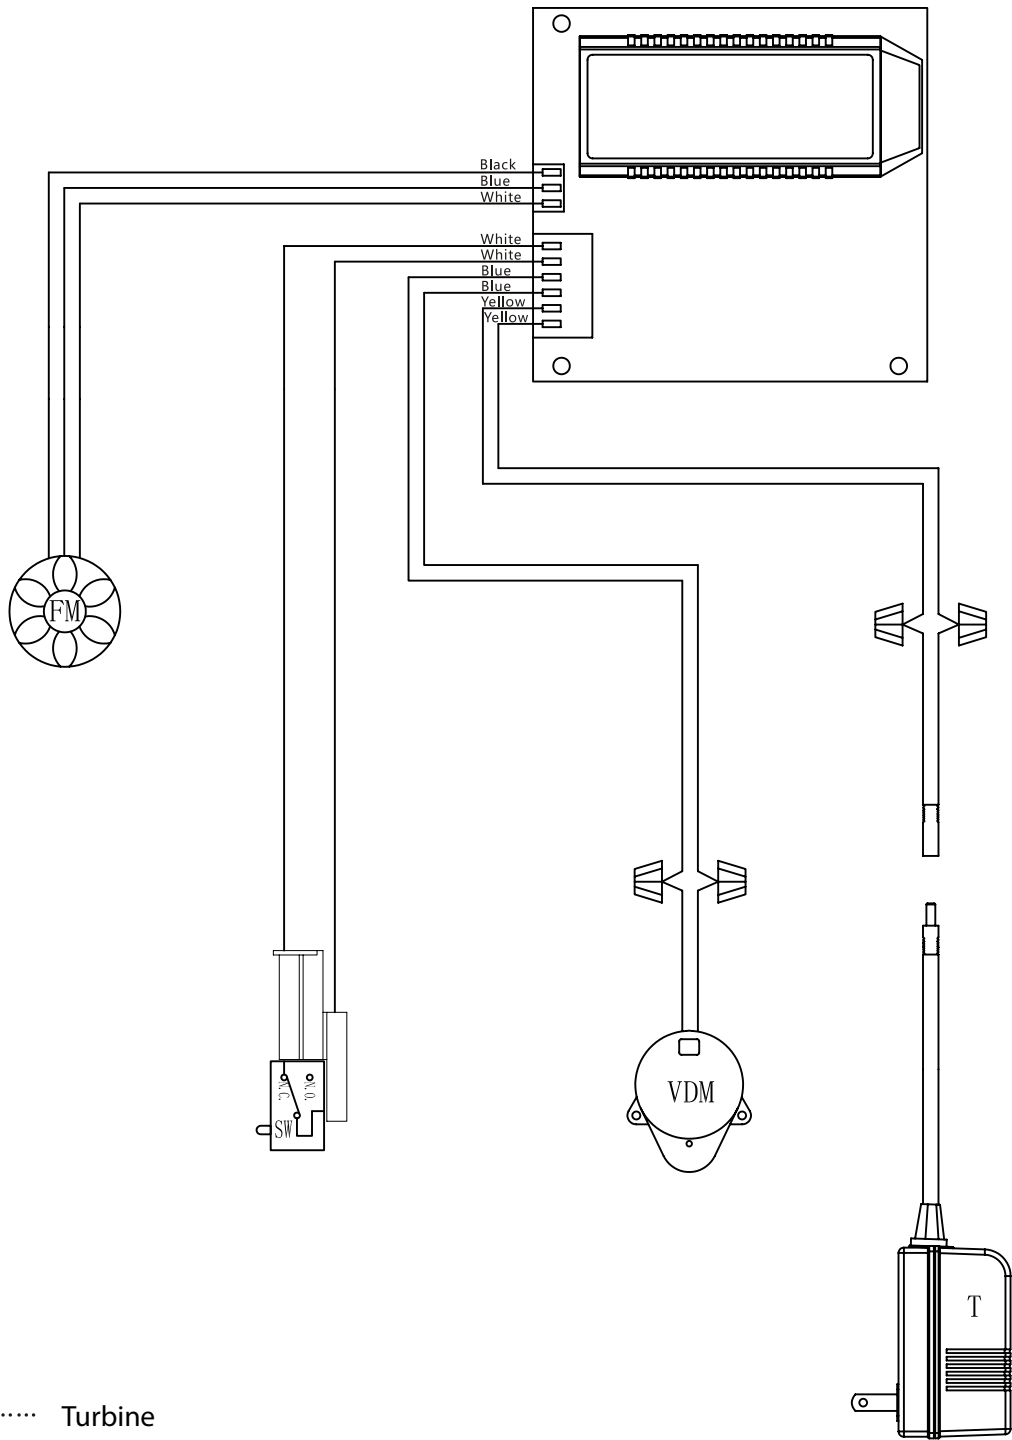 Black
Blue
White
White
White
Blue
Blue
Yellow
Yellow
FM
N.C.
N.O.
SW
VDM
T
...... Turbine